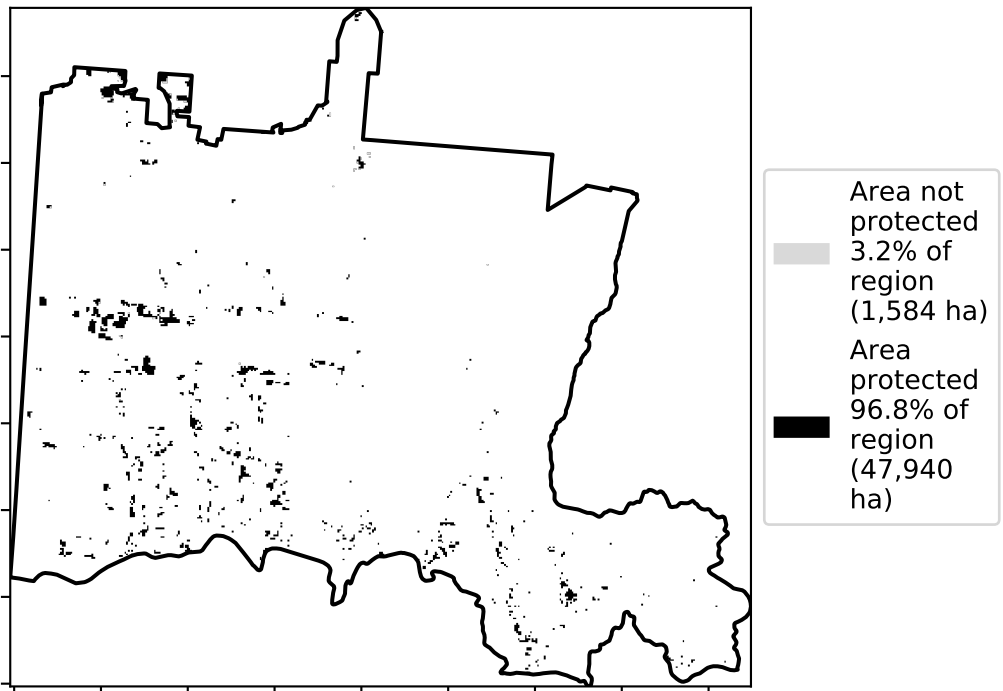 Area not
protected
3.2% of
region
(1,584 ha)
Area
protected
96.8% of
region
(47,940
ha)